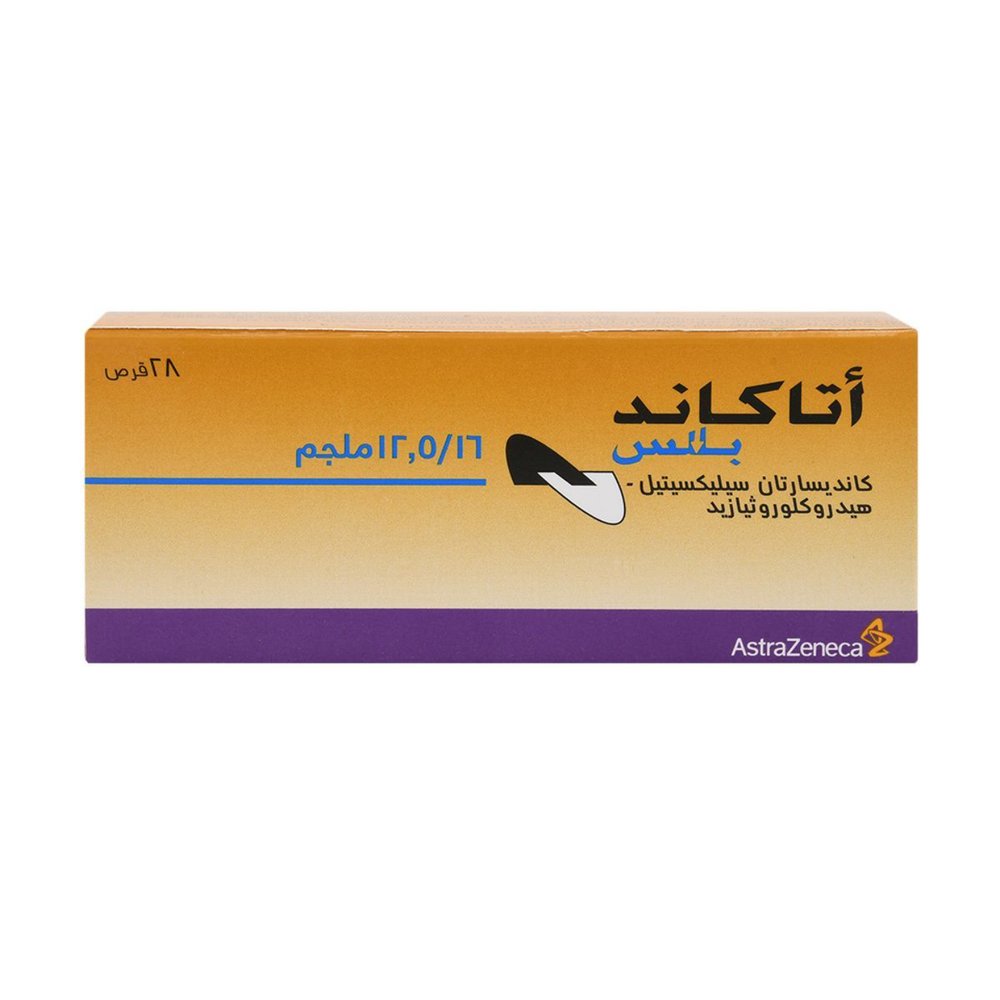 ٢٨ قرص
أتاكاند
بلس
١٢,٥/١٦ ملجم
كانديسارتان سيليكسيتيل -
هيدروكلوروثيازيد
AstraZeneca